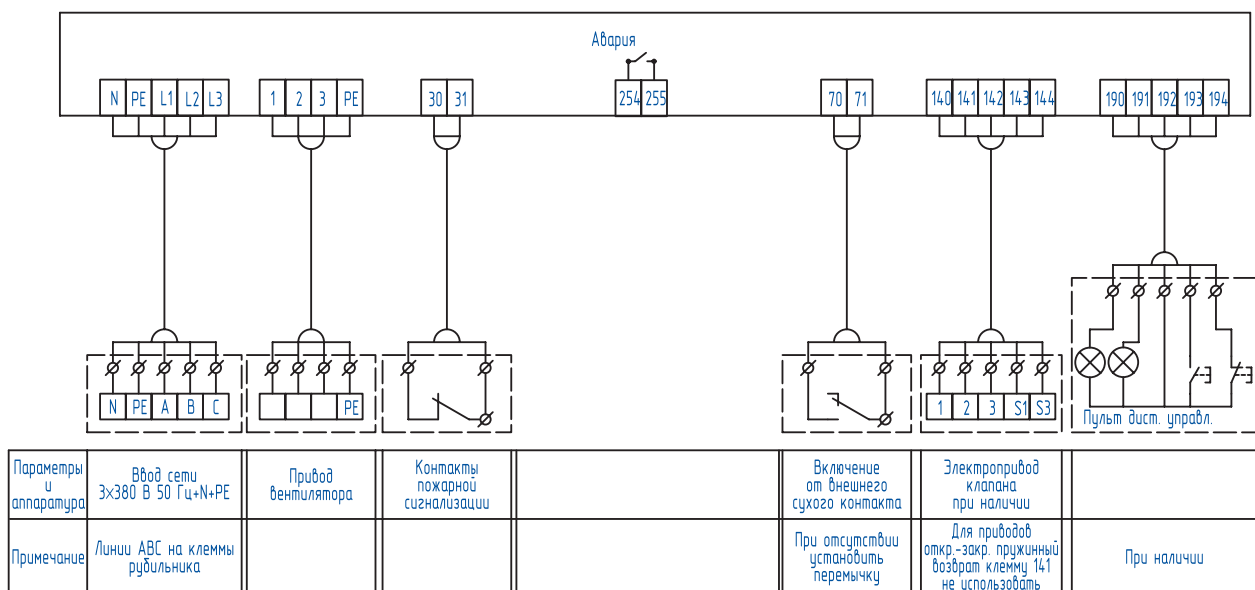 Авария
N PE L1 L2 L3 1 2 3 PE 30 31 254 255 70 71 140 141 142 143 144 190 191 192 193 194
N PE A B C PE 1 2 3 S1 S3
Пульт дист. управл.
Параметры
и
аппаратура
Ввод сети
3×380 В 50 Гц+N+PE
Привод
вентилятора
Контакты
пожарной
сигнализации
Включение
от внешнего
сухого контакта
Электропривод
клапана
при наличии
Примечание
Линии АВС на клеммы
рубильника
При отсутствии
установить
перемычку
Для приводов
откр.-закр. пружинный
возврат клемму 141
не использовать
При наличии